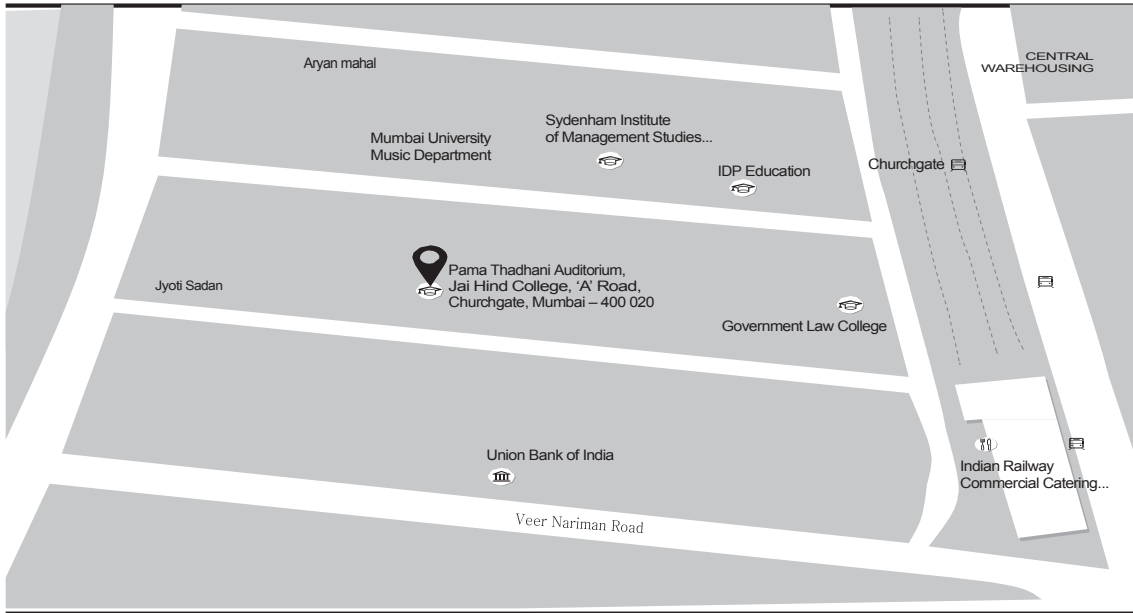 Aryan mahal
CENTRAL
WAREHOUSING
Sydenham Institute
of Management Studies...
Mumbai University
Music Department
IDP Education
Churchgate
Pama Thadhani Auditorium,
Jai Hind College, ‘A’ Road,
Churchgate, Mumbai – 400 020
Jyoti Sadan
Government Law College
Union Bank of India
Indian Railway
Commercial Catering...
Veer Nariman Road